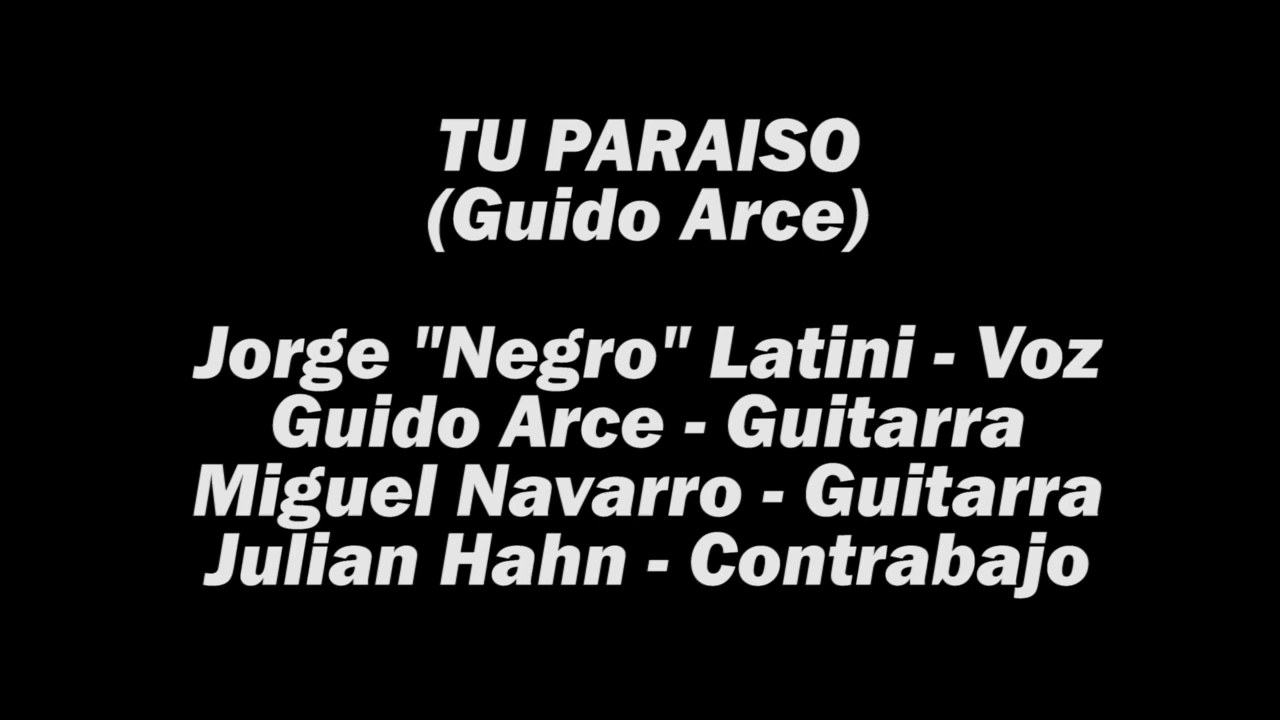 TU PARAISO
(Guido Arce)
Jorge "Negro" Latini - Voz
Guido Arce - Guitarra
Miguel Navarro - Guitarra
Julian Hahn - Contrabajo